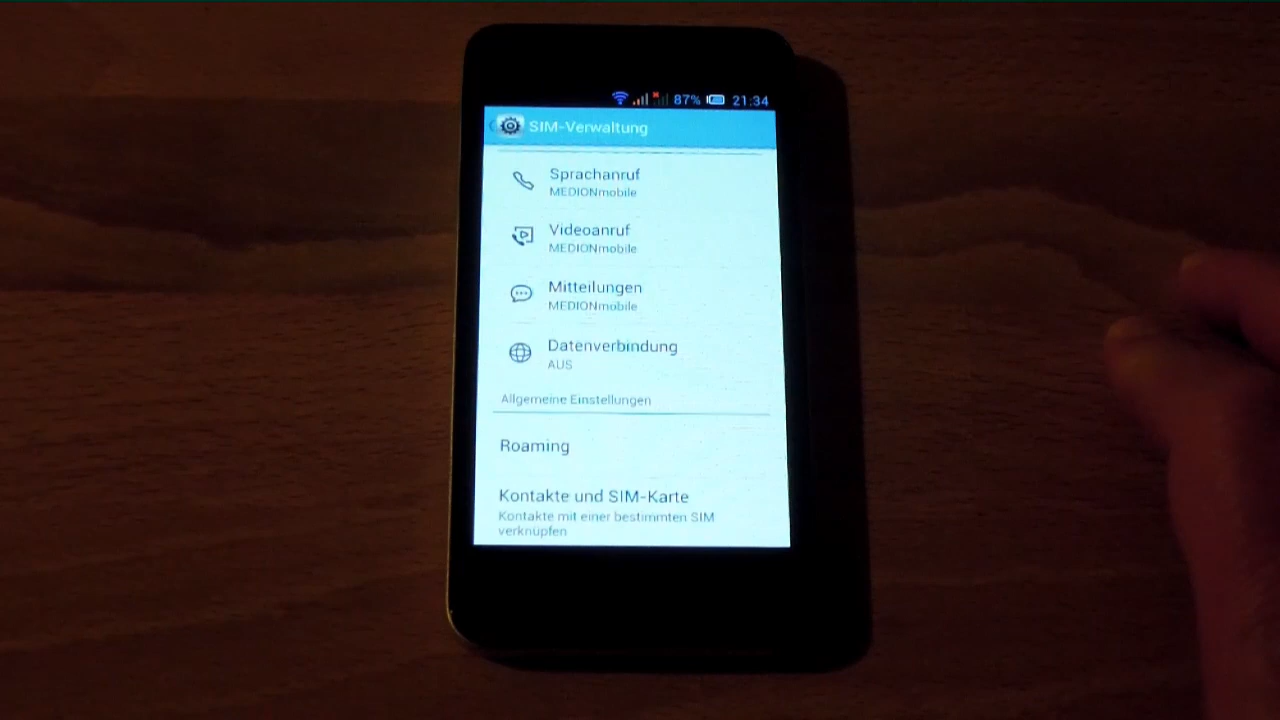 87% 21:34
SIM-Verwaltung
Sprachanruf
MEDIONmobile
Videoanruf
MEDIONmobile
Mitteilungen
MEDIONmobile
Datenverbindung
AUS
Allgemeine Einstellungen
Roaming
Kontakte und SIM-Karte
Kontakte mit einer bestimmten SIM
verknüpfen